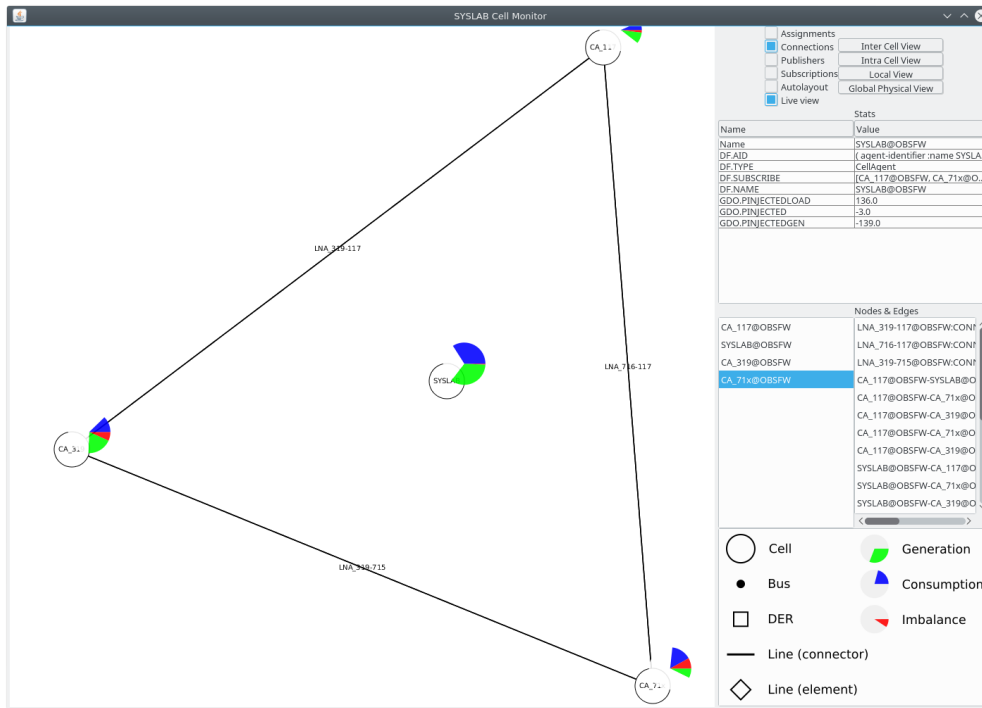 SYSLAB Cell Monitor
Assignments
Connections
Publishers
Subscriptions
Autolayout
Live view
Inter Cell View
Intra Cell View
Local View
Global Physical View
Stats
Name Value
Name SYSLAB@OBSFW
DF.AID ( agent-identifier :name SYSLA
DF.TYPE CellAgent
DF.SUBSCRIBE [CA_117@OBSFW, CA_71x@O...
DF.NAME SYSLAB@OBSFW
GDO.PINJECTEDLOAD 136.0
GDO.PINJECTED -3.0
GDO.PINJECTEDGEN -139.0
Nodes & Edges
CA_117@OBSFW
SYSLAB@OBSFW
CA_319@OBSFW
CA_71x@OBSFW
LNA_319-117@OBSFW:CONN
LNA_716-117@OBSFW:CONN
LNA_319-715@OBSFW:CONN
CA_117@OBSFW-SYSLAB@O
CA_117@OBSFW-CA_71x@O
CA_117@OBSFW-CA_319@O
CA_117@OBSFW-CA_71x@O
CA_117@OBSFW-CA_319@O
SYSLAB@OBSFW-CA_117@O
SYSLAB@OBSFW-CA_71x@O
SYSLAB@OBSFW-CA_319@O
Cell
Bus
DER
Line (connector)
Line (element)
Generation
Consumption
Imbalance
CA_11
LNA_319-117
LNA_716-117
SYSLA
CA_31
LNA_319-715
CA_71